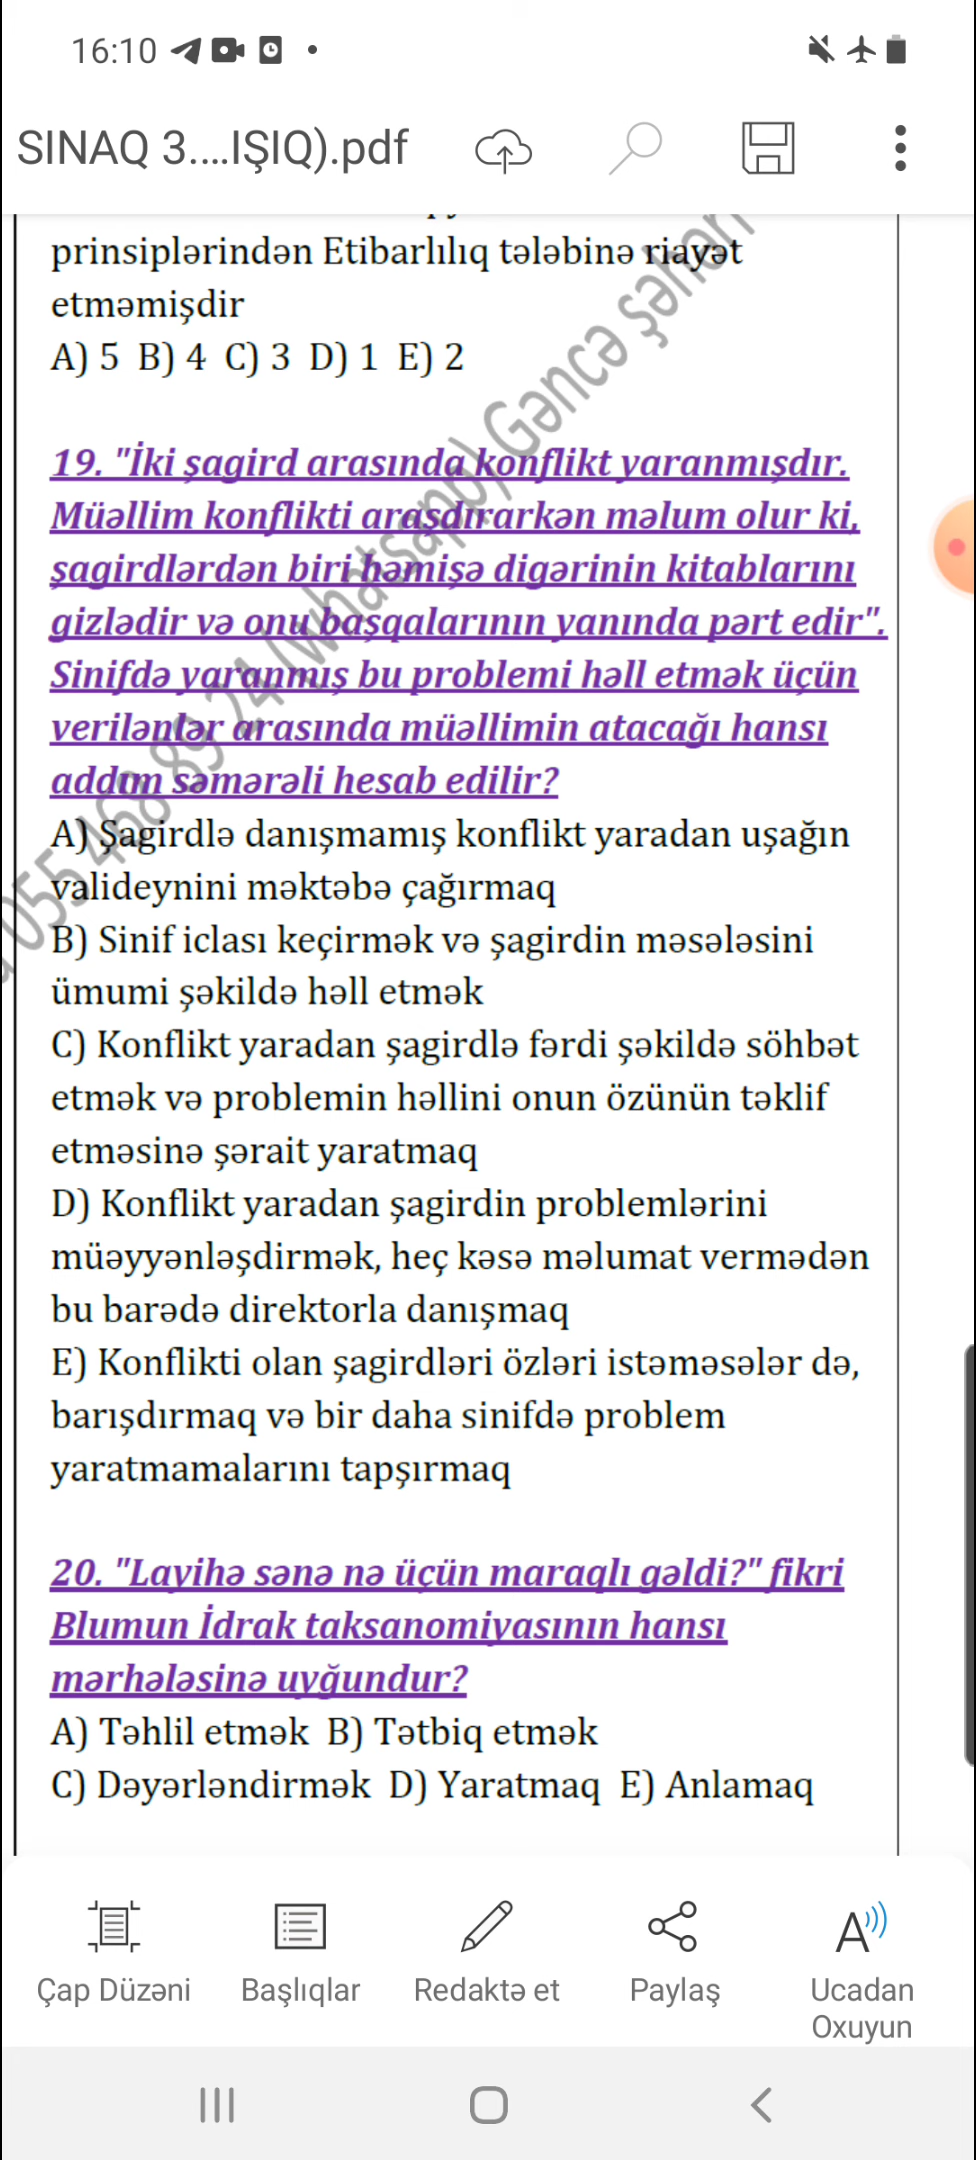 16:10
SINAQ 3....IŞIQ).pdf
prinsiplərindən Etibarlılıq tələbinə riayət
etməmişdir
A) 5 B) 4 C) 3 D) 1 E) 2
19. "İki şagird arasında konflikt yaranmışdır.
Müəllim konflikti araşdırarkən məlum olur ki,
şagirdlərdən biri həmişə digərinin kitablarını
gizlədir və onu başqalarının yanında pərt edir".
Sinifdə yaranmış bu problemi həll etmək üçün
verilənlər arasında müəllimin atacağı hansı
addım səmərəli hesab edilir?
A) Şagirdlə danışmamış konflikt yaradan uşağın
valideynini məktəbə çağırmaq
B) Sinif iclası keçirmək və şagirdin məsələsini
ümumi şəkildə həll etmək
C) Konflikt yaradan şagirdlə fərdi şəkildə söhbət
etmək və problemin həllini onun özünün təklif
etməsinə şərait yaratmaq
D) Konflikt yaradan şagirdin problemlərini
müəyyənləşdirmək, heç kəsə məlumat vermədən
bu barədə direktorla danışmaq
E) Konflikti olan şagirdləri özləri istəməsələr də,
barışdırmaq və bir daha sinifdə problem
yaratmamalarını tapşırmaq
055 468 89 24 (whatsapp) Gəncə şəhəri
20. "Layihə sənə nə üçün maraqlı gəldi?" fikri
Blumun İdrak taksanomiyasının hansı
mərhələsinə uyğundur?
A) Təhlil etmək B) Tətbiq etmək
C) Dəyərləndirmək D) Yaratmaq E) Anlamaq
Çap Düzəni
Başlıqlar
Redaktə et
Paylaş
Ucadan
Oxuyun